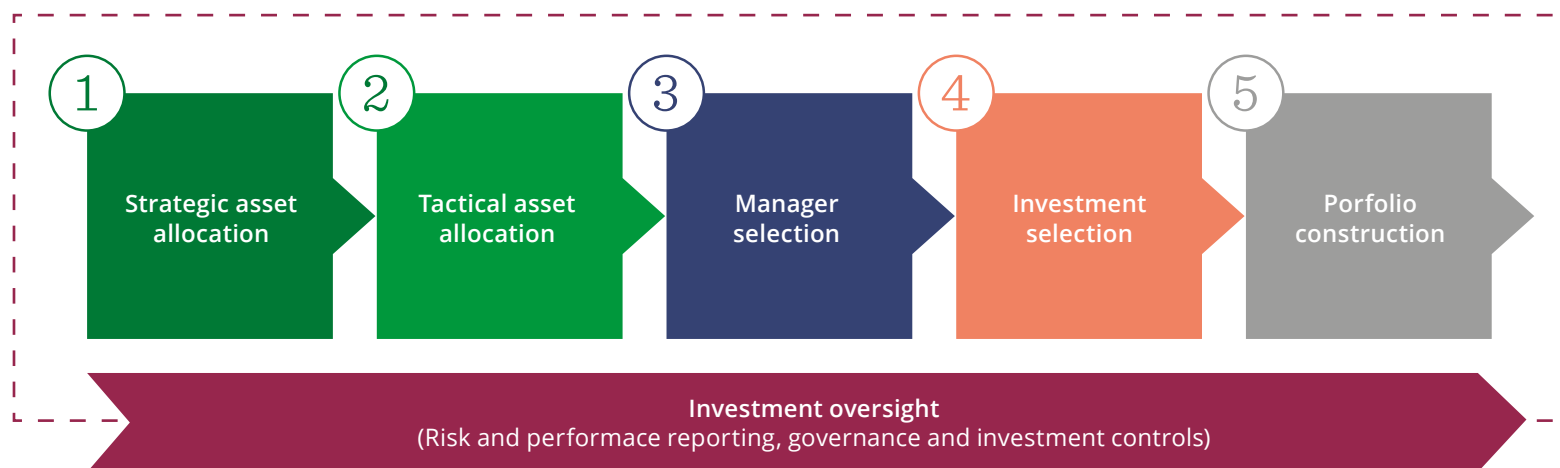 1
2
3
4
5
Strategic asset
allocation
Tactical asset
allocation
Manager
selection
Investment
selection
Porfolio
construction
Investment oversight
(Risk and performace reporting, governance and investment controls)